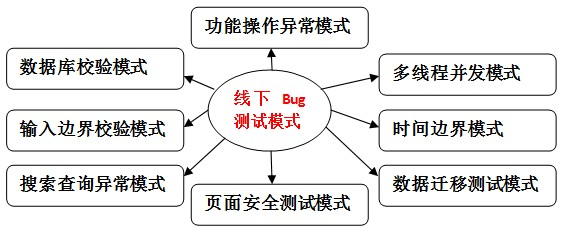 功能操作异常模式
数据库校验模式
多线程并发模式
线下 Bug
测试模式
输入边界校验模式
时间边界模式
搜索查询异常模式
数据迁移测试模式
页面安全测试模式